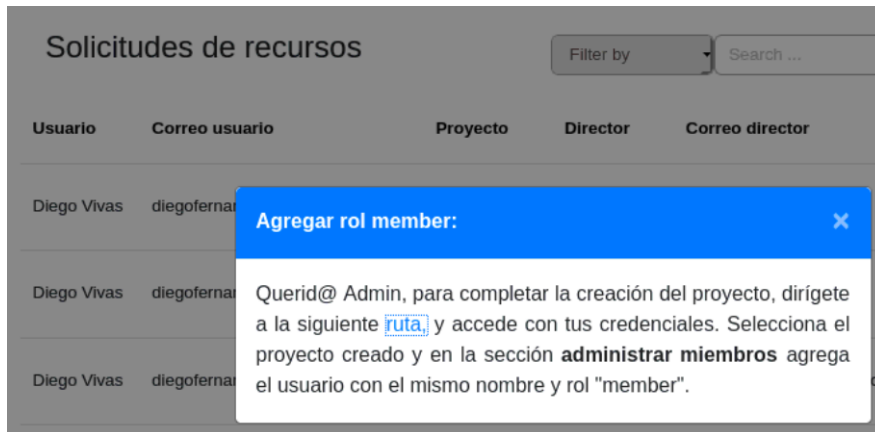 Solicitudes de recursos
Filter by
Search ...
Usuario Correo usuario Proyecto Director Correo director
Diego Vivas diegofernar
Agregar rol member: ×
Diego Vivas diegofernar
Querid@ Admin, para completar la creación del proyecto, dirígete
a la siguiente ruta, y accede con tus credenciales. Selecciona el
proyecto creado y en la sección administrar miembros agrega
el usuario con el mismo nombre y rol "member".
Diego Vivas diegofernar